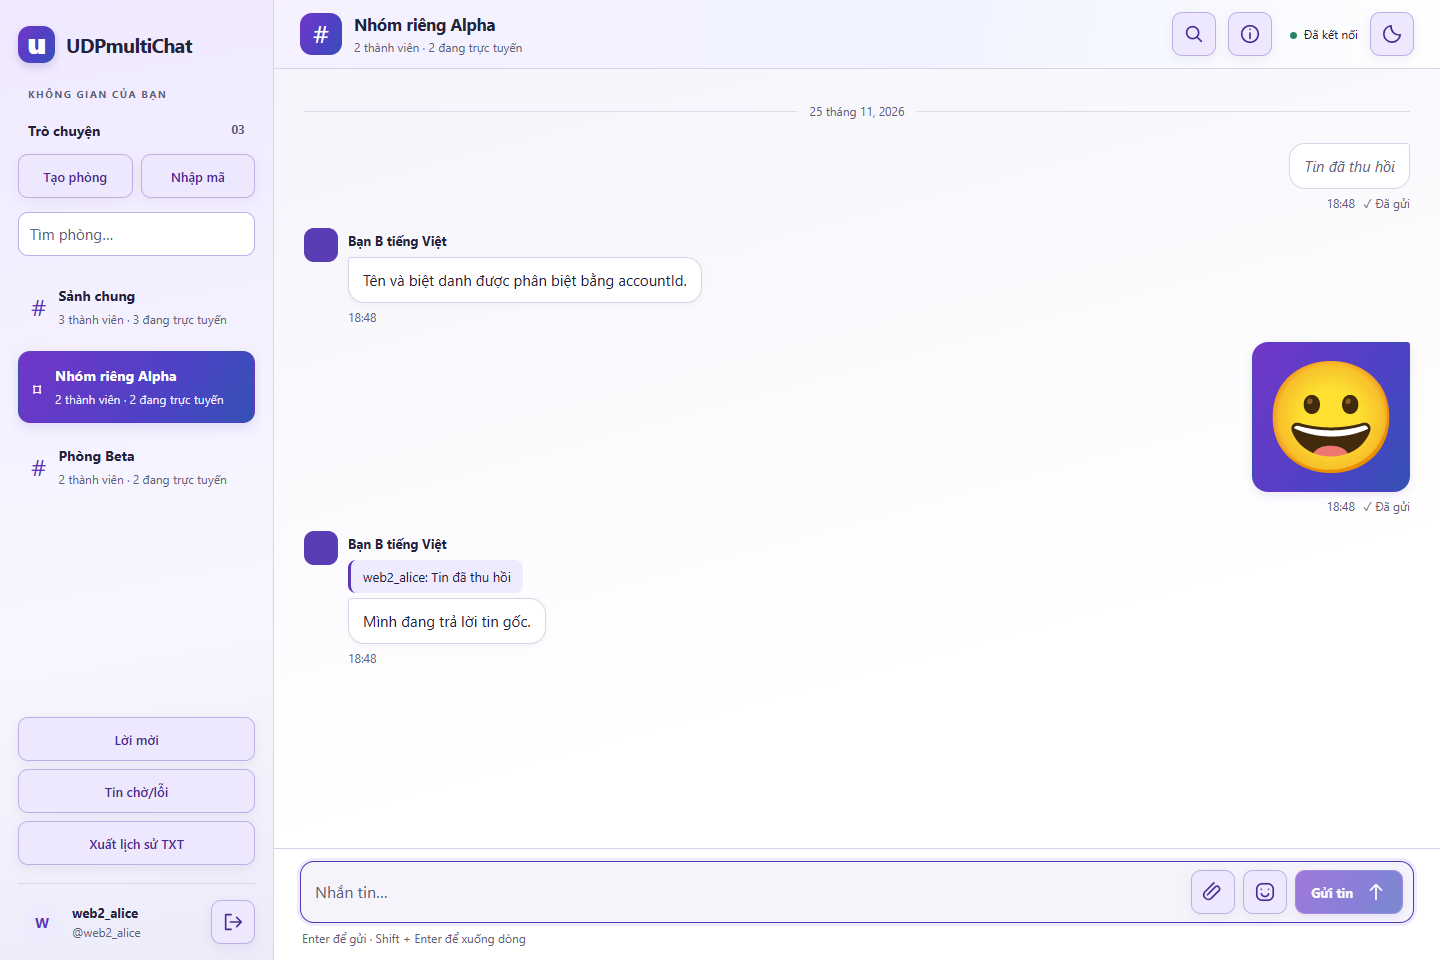 u UDPmultiChat
KHÔNG GIAN CỦA BẠN
Trò chuyện 03
Tạo phòng Nhập mã
Tìm phòng...
# Sảnh chung
3 thành viên · 3 đang trực tuyến
¤ Nhóm riêng Alpha
2 thành viên · 2 đang trực tuyến
# Phòng Beta
2 thành viên · 2 đang trực tuyến
Lời mời
Tin chờ/lỗi
Xuất lịch sử TXT
W web2_alice
@web2_alice
# Nhóm riêng Alpha
2 thành viên · 2 đang trực tuyến
Đã kết nối
25 tháng 11, 2026
Tin đã thu hồi
18:48 ✓ Đã gửi
Bạn B tiếng Việt
Tên và biệt danh được phân biệt bằng accountId.
18:48
18:48 ✓ Đã gửi
Bạn B tiếng Việt
web2_alice: Tin đã thu hồi
Mình đang trả lời tin gốc.
18:48
Nhắn tin...
Gửi tin
Enter để gửi · Shift + Enter để xuống dòng